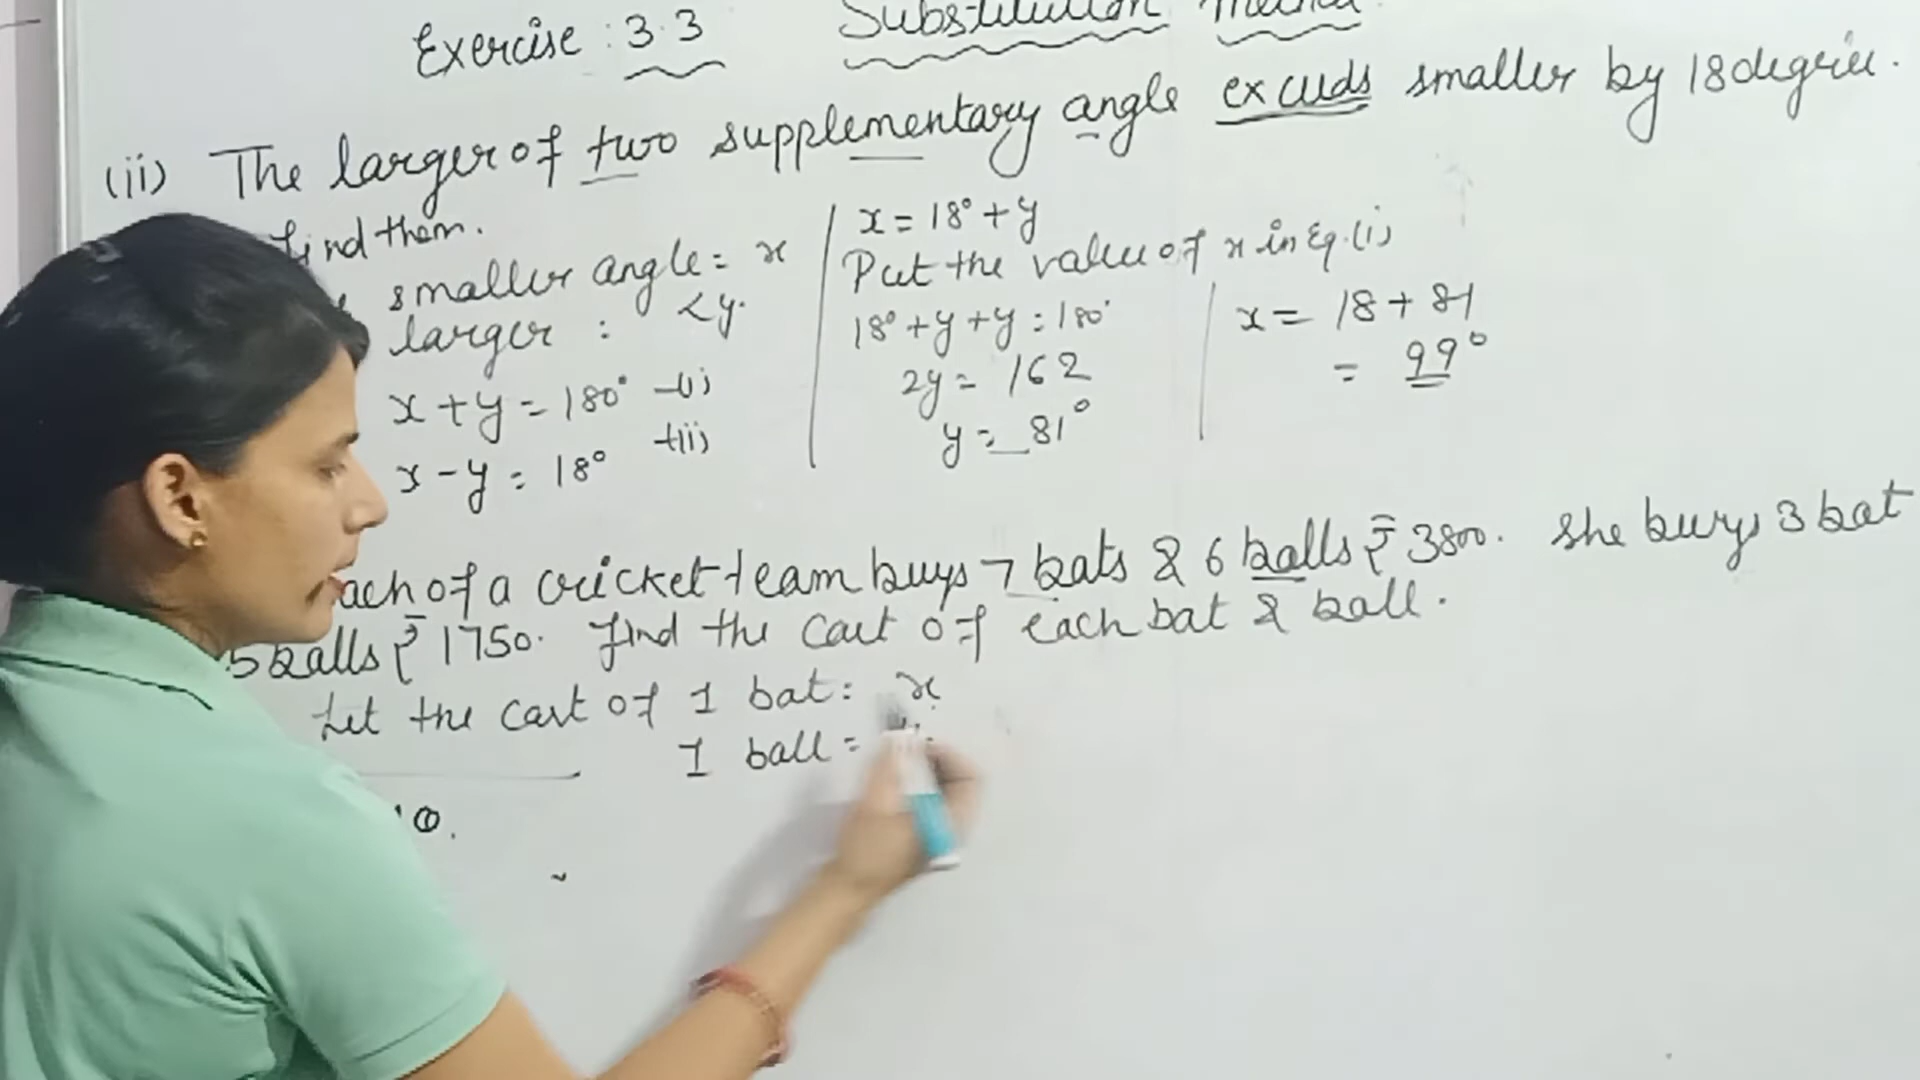 Exercise : 3.3 Substitution Method
(ii) The larger of two supplementary angle exceeds smaller by 18 degree.
find them.
smaller angle = x
larger : <y.
x + y = 180° -(i)
x - y = 18° -(ii)
x = 18° + y
Put the value of x in Eq.(i)
18° + y + y = 180°
2y = 162
y = 81°
x = 18 + 81
= 99°
ach of a cricket team buys 7 bats & 6 balls ₹ 3800. She buys 3 bat
5 balls ₹ 1750. find the cost of each bat & ball.
Let the cost of 1 bat = x
1 ball =